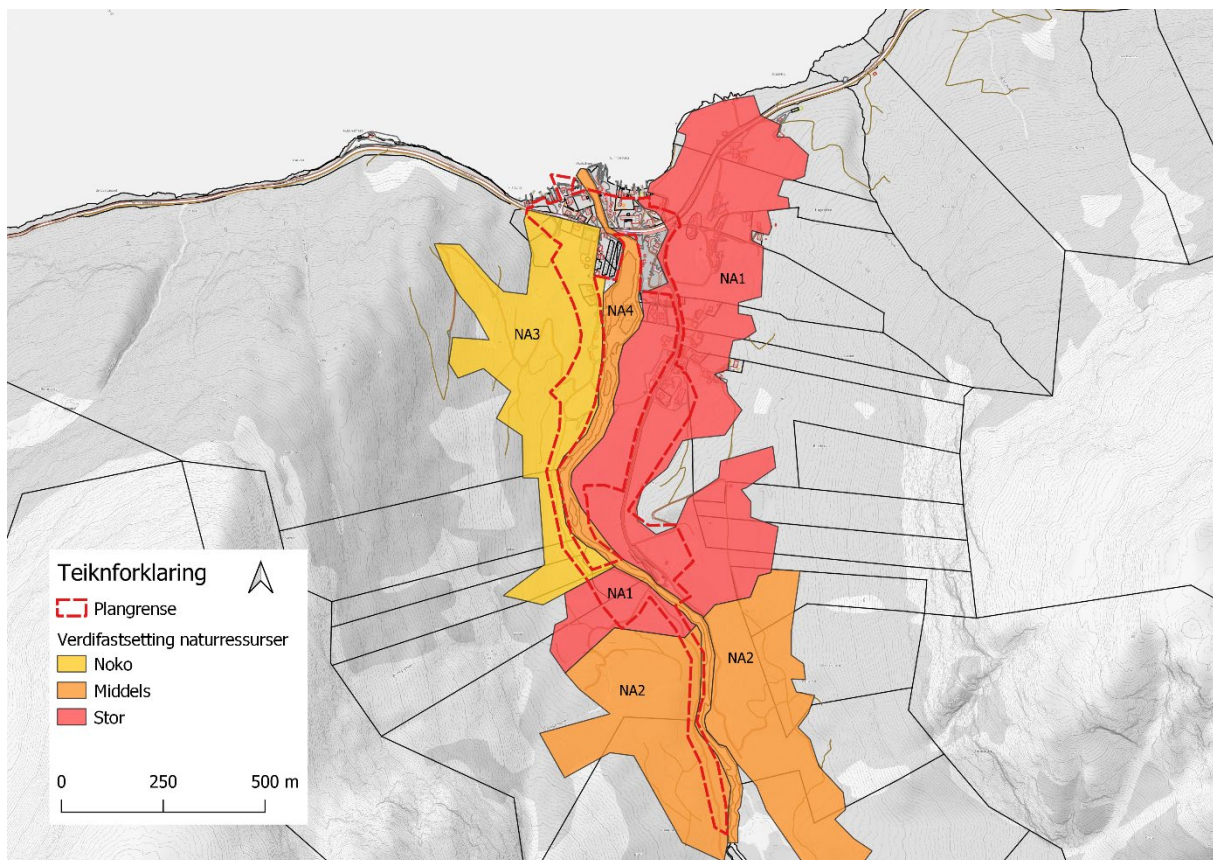 NA1
NA3
NA4
NA1
NA2
NA2
Teiknforklaring
Plangrense
Verdifastsetting naturressurser
Noko
Middels
Stor
0 250 500 m